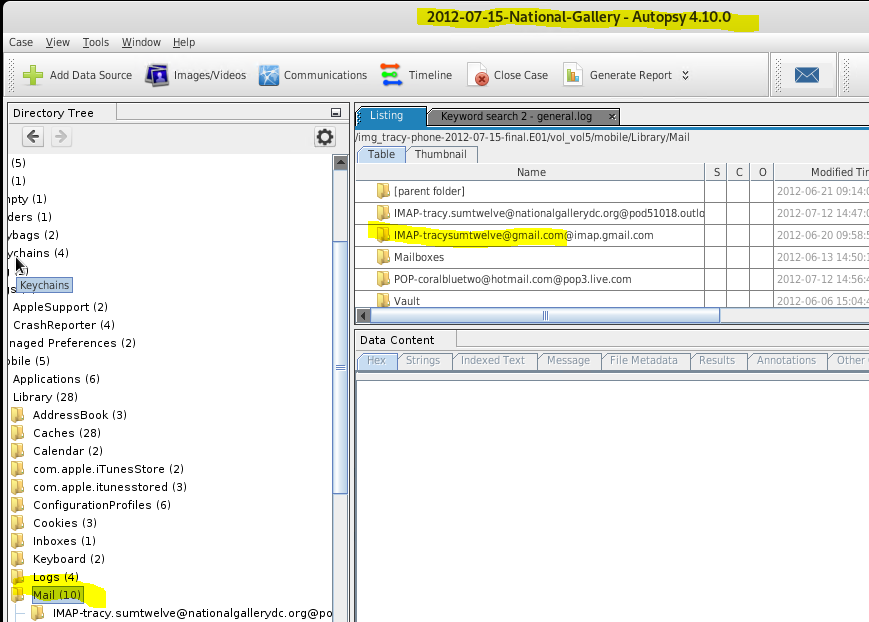 2012-07-15-National-Gallery - Autopsy 4.10.0
Case View Tools Window Help
Add Data Source Images/Videos Communications Timeline Close Case Generate Report
Directory Tree
(5)
(1)
npty (1)
ders (1)
ybags (2)
ychains (4)
Keychains
AppleSupport (2)
CrashReporter (4)
naged Preferences (2)
obile (5)
Applications (6)
Library (28)
AddressBook (3)
Caches (28)
Calendar (2)
com.apple.iTunesStore (2)
com.apple.itunesstored (3)
ConfigurationProfiles (6)
Cookies (3)
Inboxes (1)
Keyboard (2)
Logs (4)
Mail (10)
IMAP-tracy.sumtwelve@nationalgallerydc.org@po
Listing Keyword search 2 - general.log ×
/img_tracy-phone-2012-07-15-final.E01/vol_vol5/mobile/Library/Mail
Table Thumbnail
Name S C O Modified Tir
[parent folder] 2012-06-21 09:14:0
IMAP-tracy.sumtwelve@nationalgallerydc.org@pod51018.outlo 2012-07-12 14:47:0
IMAP-tracysumtwelve@gmail.com@imap.gmail.com 2012-06-20 09:58:5
Mailboxes 2012-06-13 14:50:1
POP-coralbluetwo@hotmail.com@pop3.live.com 2012-07-12 14:56:4
Vault 2012-06-06 15:04:4
Data Content
Hex Strings Indexed Text Message File Metadata Results Annotations Other